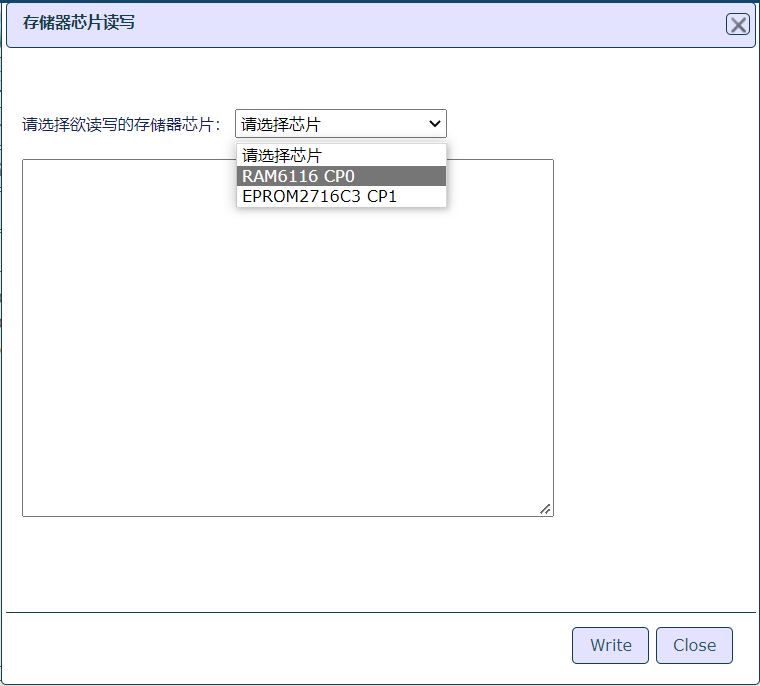 存储器芯片读写
请选择欲读写的存储器芯片：
请选择芯片
请选择芯片
RAM6116 CP0
EPROM2716C3 CP1
Write
Close